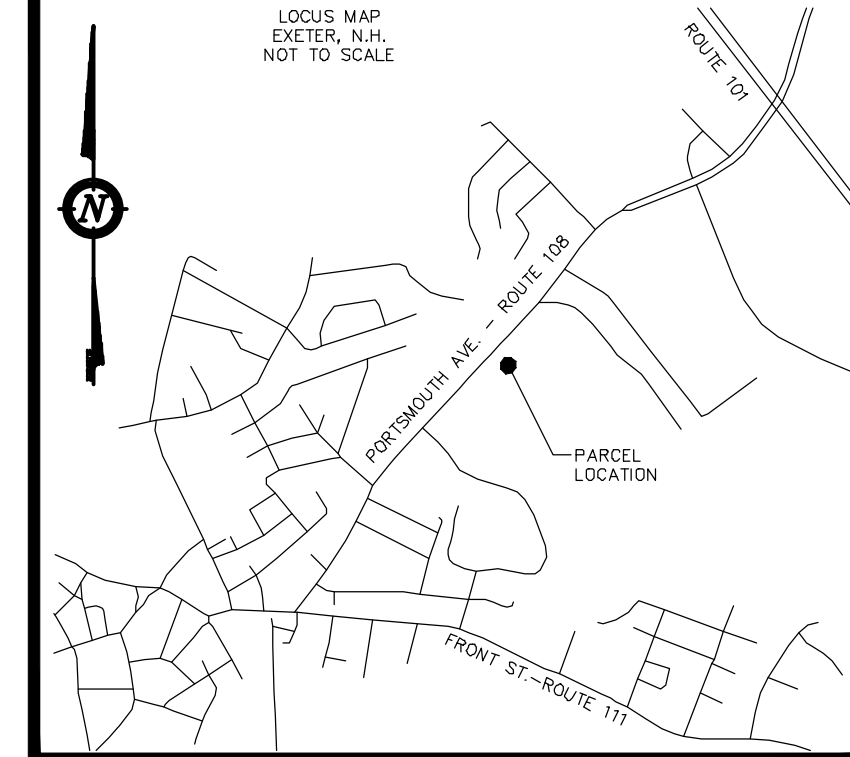 LOCUS MAP
EXETER, N.H.
NOT TO SCALE
ROUTE 101
N
PORTSMOUTH AVE. - ROUTE 108
PARCEL
LOCATION
FRONT ST.-ROUTE 111